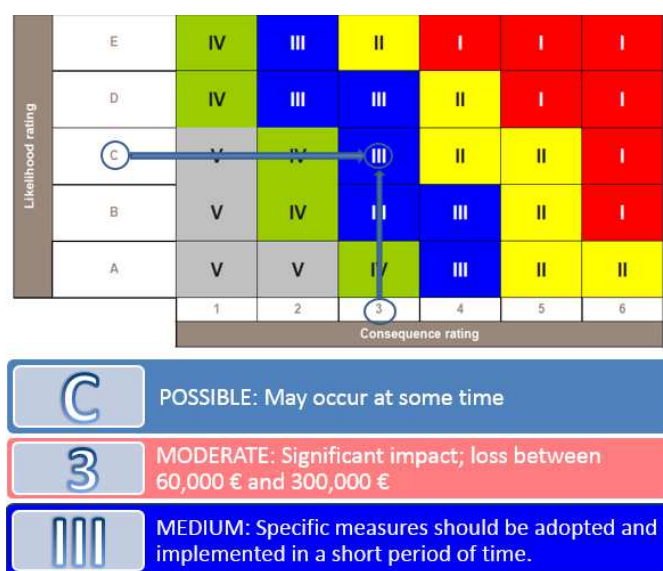 Likelihood rating
E IV III II I I I
D IV III III II I I
C V IV III II II I
B V IV III III II I
A V V IV III II II
1 2 3 4 5 6
Consequence rating
C
POSSIBLE: May occur at some time
3
MODERATE: Significant impact; loss between
60,000 € and 300,000 €
III
MEDIUM: Specific measures should be adopted and
implemented in a short period of time.